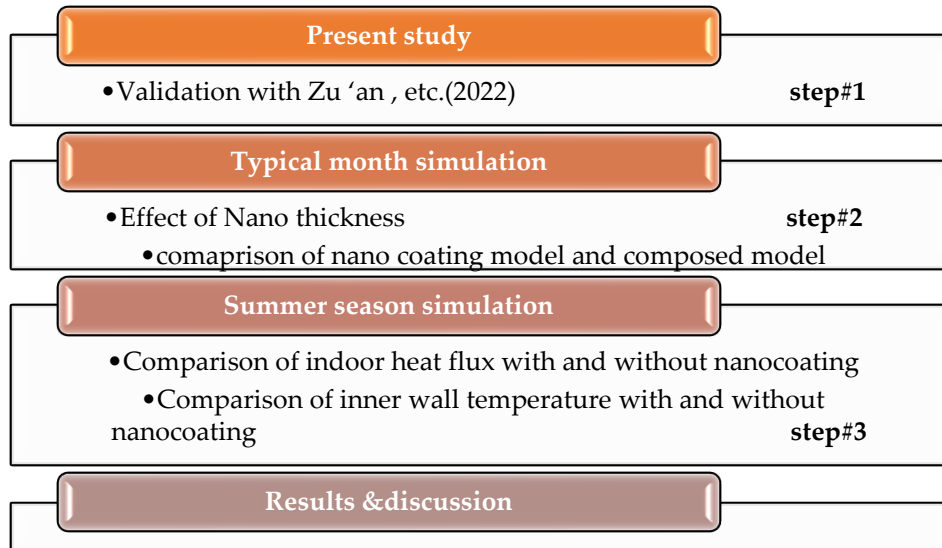 Present study
•Validation with Zu ‘an , etc.(2022) step#1
Typical month simulation
•Effect of Nano thickness step#2
•comaprison of nano coating model and composed model
Summer season simulation
•Comparison of indoor heat flux with and without nanocoating
•Comparison of inner wall temperature with and without
nanocoating step#3
Results &discussion